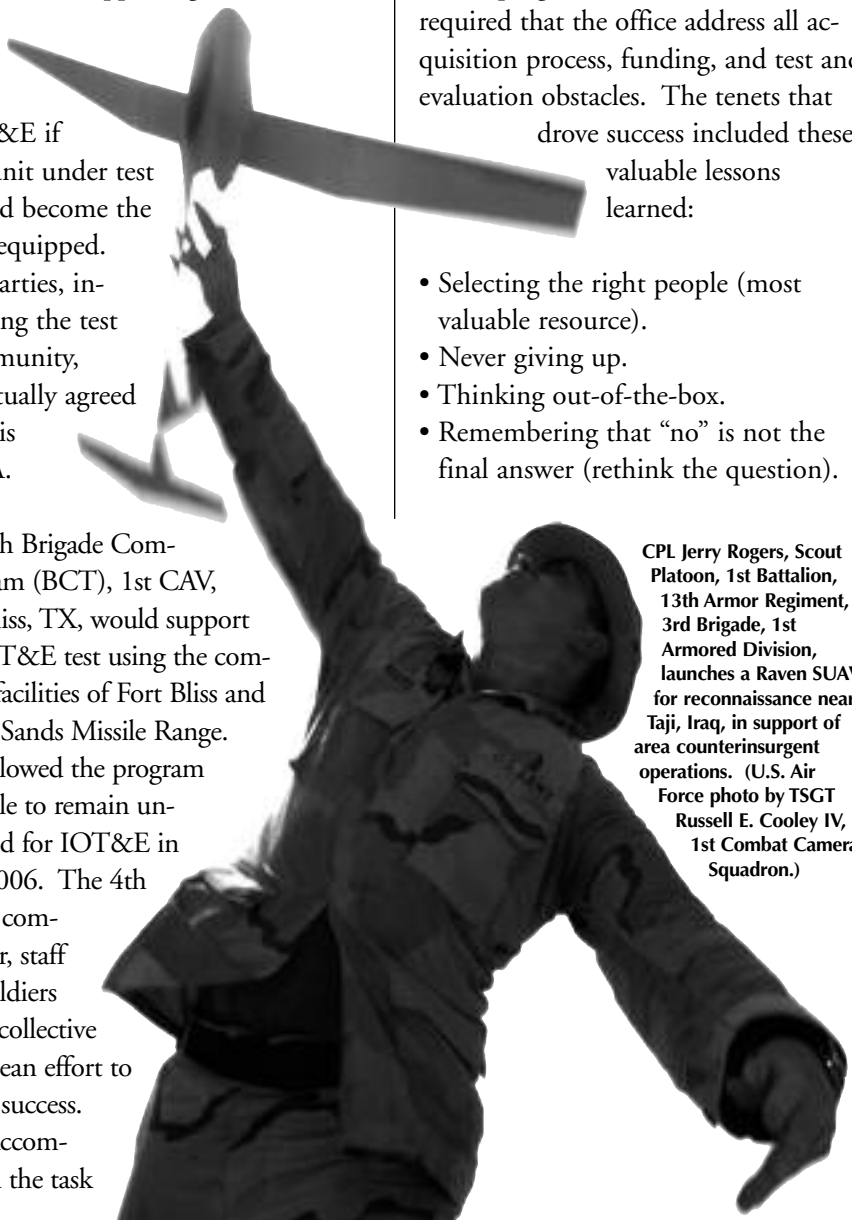 &E if
nit under test
d become the
equipped.
arties, in-
ng the test
munity,
tually agreed
is
A.
h Brigade Com-
am (BCT), 1st CAV,
liss, TX, would support
T&E test using the com-
facilities of Fort Bliss and
Sands Missile Range.
lowed the program
le to remain un-
d for IOT&E in
006. The 4th
com-
r, staff
ldiers
collective
ean effort to
success.
ccom-
the task
required that the office address all ac-
quisition process, funding, and test and
evaluation obstacles. The tenets that
drove success included these
valuable lessons
learned:
• Selecting the right people (most
valuable resource).
• Never giving up.
• Thinking out-of-the-box.
• Remembering that “no” is not the
final answer (rethink the question).
CPL Jerry Rogers, Scout
Platoon, 1st Battalion,
13th Armor Regiment,
3rd Brigade, 1st
Armored Division,
launches a Raven SUAV
for reconnaissance near
Taji, Iraq, in support of
area counterinsurgent
operations. (U.S. Air
Force photo by TSGT
Russell E. Cooley IV,
1st Combat Camera
Squadron.)